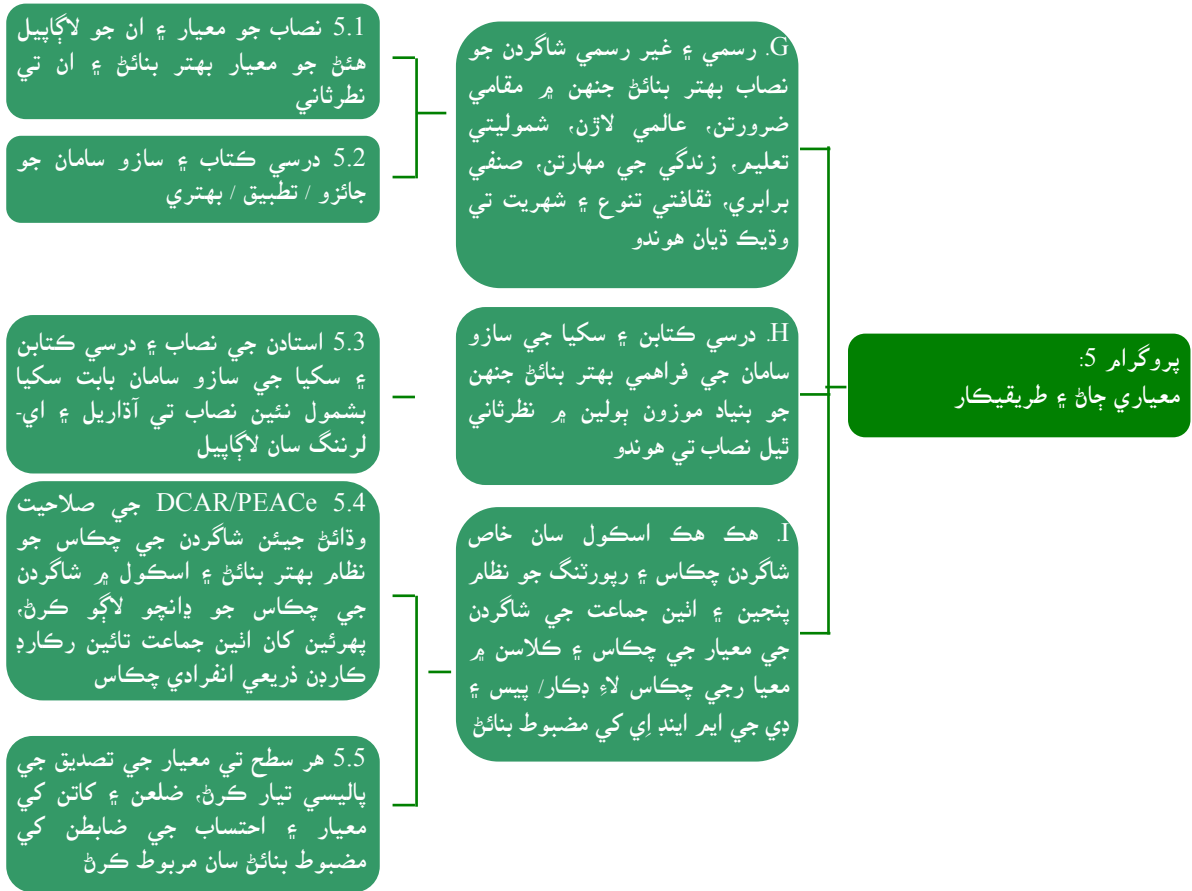 پروگرام 5:
معياري ڄاڻ ۽ طريقيڪار
G. رسمي ۽ غير رسمي شاگردن جو
نصاب بهتر بنائڻ جنهن ۾ مقامي
ضرورتن، عالمي لاڙن، شموليتي
تعليم، زندگي جي مهارتن، صنفي
برابري، ثقافتي تنوع ۽ شهريت تي
وڌيڪ ڌيان هوندو
5.1 نصاب جو معيار ۽ ان جو لاڳاپيل
هئڻ جو معيار بهتر بنائڻ ۽ ان تي
نطرثاني
5.2 درسي ڪتاب ۽ سازو سامان جو
جائزو / تطبيق / بهتري
H. درسي ڪتابن ۽ سکيا جي سازو
سامان جي فراهمي بهتر بنائڻ جنهن
جو بنياد موزون ٻولين ۾ نظرثاني
ٿيل نصاب تي هوندو
5.3 استادن جي نصاب ۽ درسي ڪتابن
۽ سکيا جي سازو سامان بابت سکيا
بشمول نئين نصاب تي آڌاريل ۽ اي-
لرننگ سان لاڳاپيل
I. هڪ هڪ اسڪول سان خاص
شاگردن چڪاس ۽ رپورٽنگ جو نظام
پنجين ۽ اٺين جماعت جي شاگردن
جي معيار جي چڪاس ۽ ڪلاسن ۾
معيا رجي چڪاس لاءِ ڊڪار/ پيس ۽
ڊي جي ايم اينڊ اِي کي مضبوط بنائڻ
5.4 DCAR/PEACe جي صلاحيت
وڌائڻ جيئن شاگردن جي چڪاس جو
نظام بهتر بنائڻ ۽ اسڪول ۾ شاگردن
جي چڪاس جو ڍانچو لاڳو ڪرڻ،
پهرئين کان اٺين جماعت تائين رڪارڊ
ڪارڊن ذريعي انفرادي چڪاس
5.5 هر سطح تي معيار جي تصديق جي
پاليسي تيار ڪرڻ، ضلعن ۽ کاتن کي
معيار ۽ احتساب جي ضابطن کي
مضبوط بنائڻ سان مربوط ڪرڻ